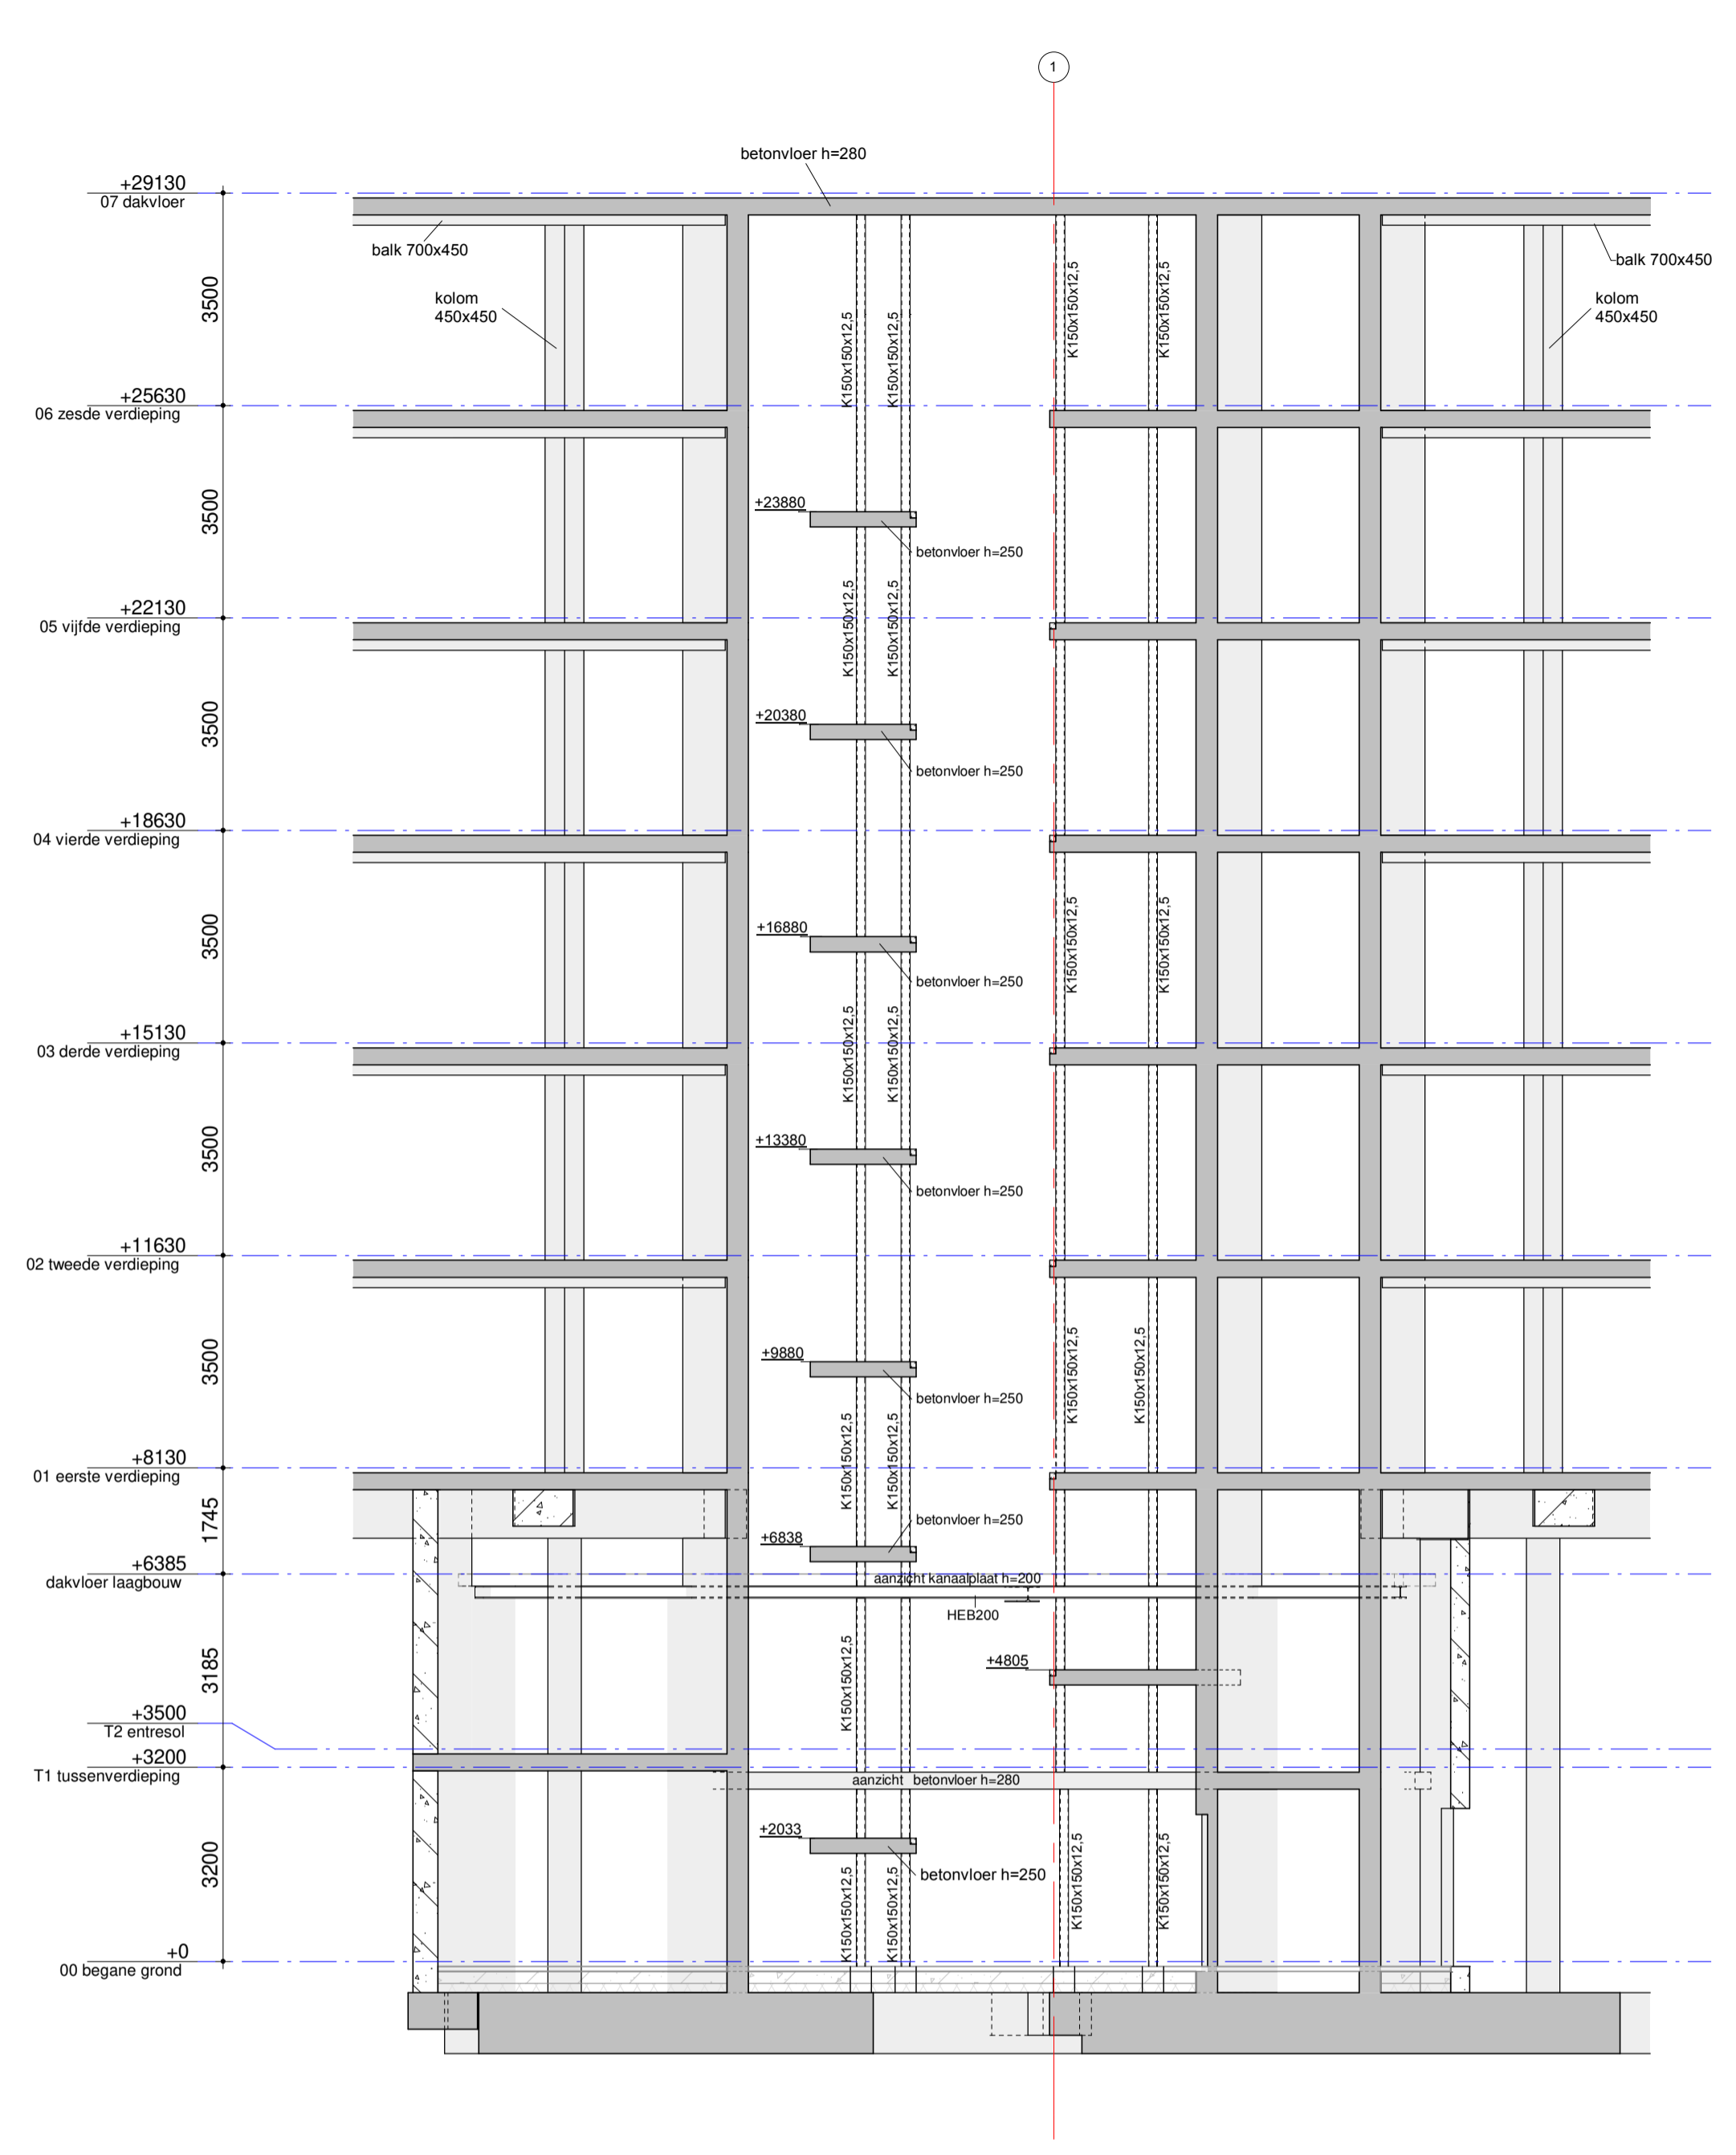 1
betonvloer h=280
+29130
07 dakvloer
balk 700x450
balk 700x450
kolom
450x450
kolom
450x450
3500
K150x150x12,5
K150x150x12,5
K150x150x12,5
K150x150x12,5
+25630
06 zesde verdieping
3500
+23880
betonvloer h=250
K150x150x12,5
K150x150x12,5
+22130
05 vijfde verdieping
3500
+20380
betonvloer h=250
+18630
04 vierde verdieping
3500
+16880
betonvloer h=250
K150x150x12,5
K150x150x12,5
K150x150x12,5
K150x150x12,5
+15130
03 derde verdieping
3500
+13380
betonvloer h=250
+11630
02 tweede verdieping
3500
+9880
betonvloer h=250
K150x150x12,5
K150x150x12,5
K150x150x12,5
K150x150x12,5
+8130
01 eerste verdieping
1745
betonvloer h=250
+6838
+6385
dakvloer laagbouw
aanzicht kanaalplaat h=200
HEB200
3185
K150x150x12,5
+4805
+3500
T2 entresol
+3200
T1 tussenverdieping
aanzicht betonvloer h=280
3200
+2033
betonvloer h=250
K150x150x12,5
K150x150x12,5
K150x150x12,5
K150x150x12,5
+0
00 begane grond